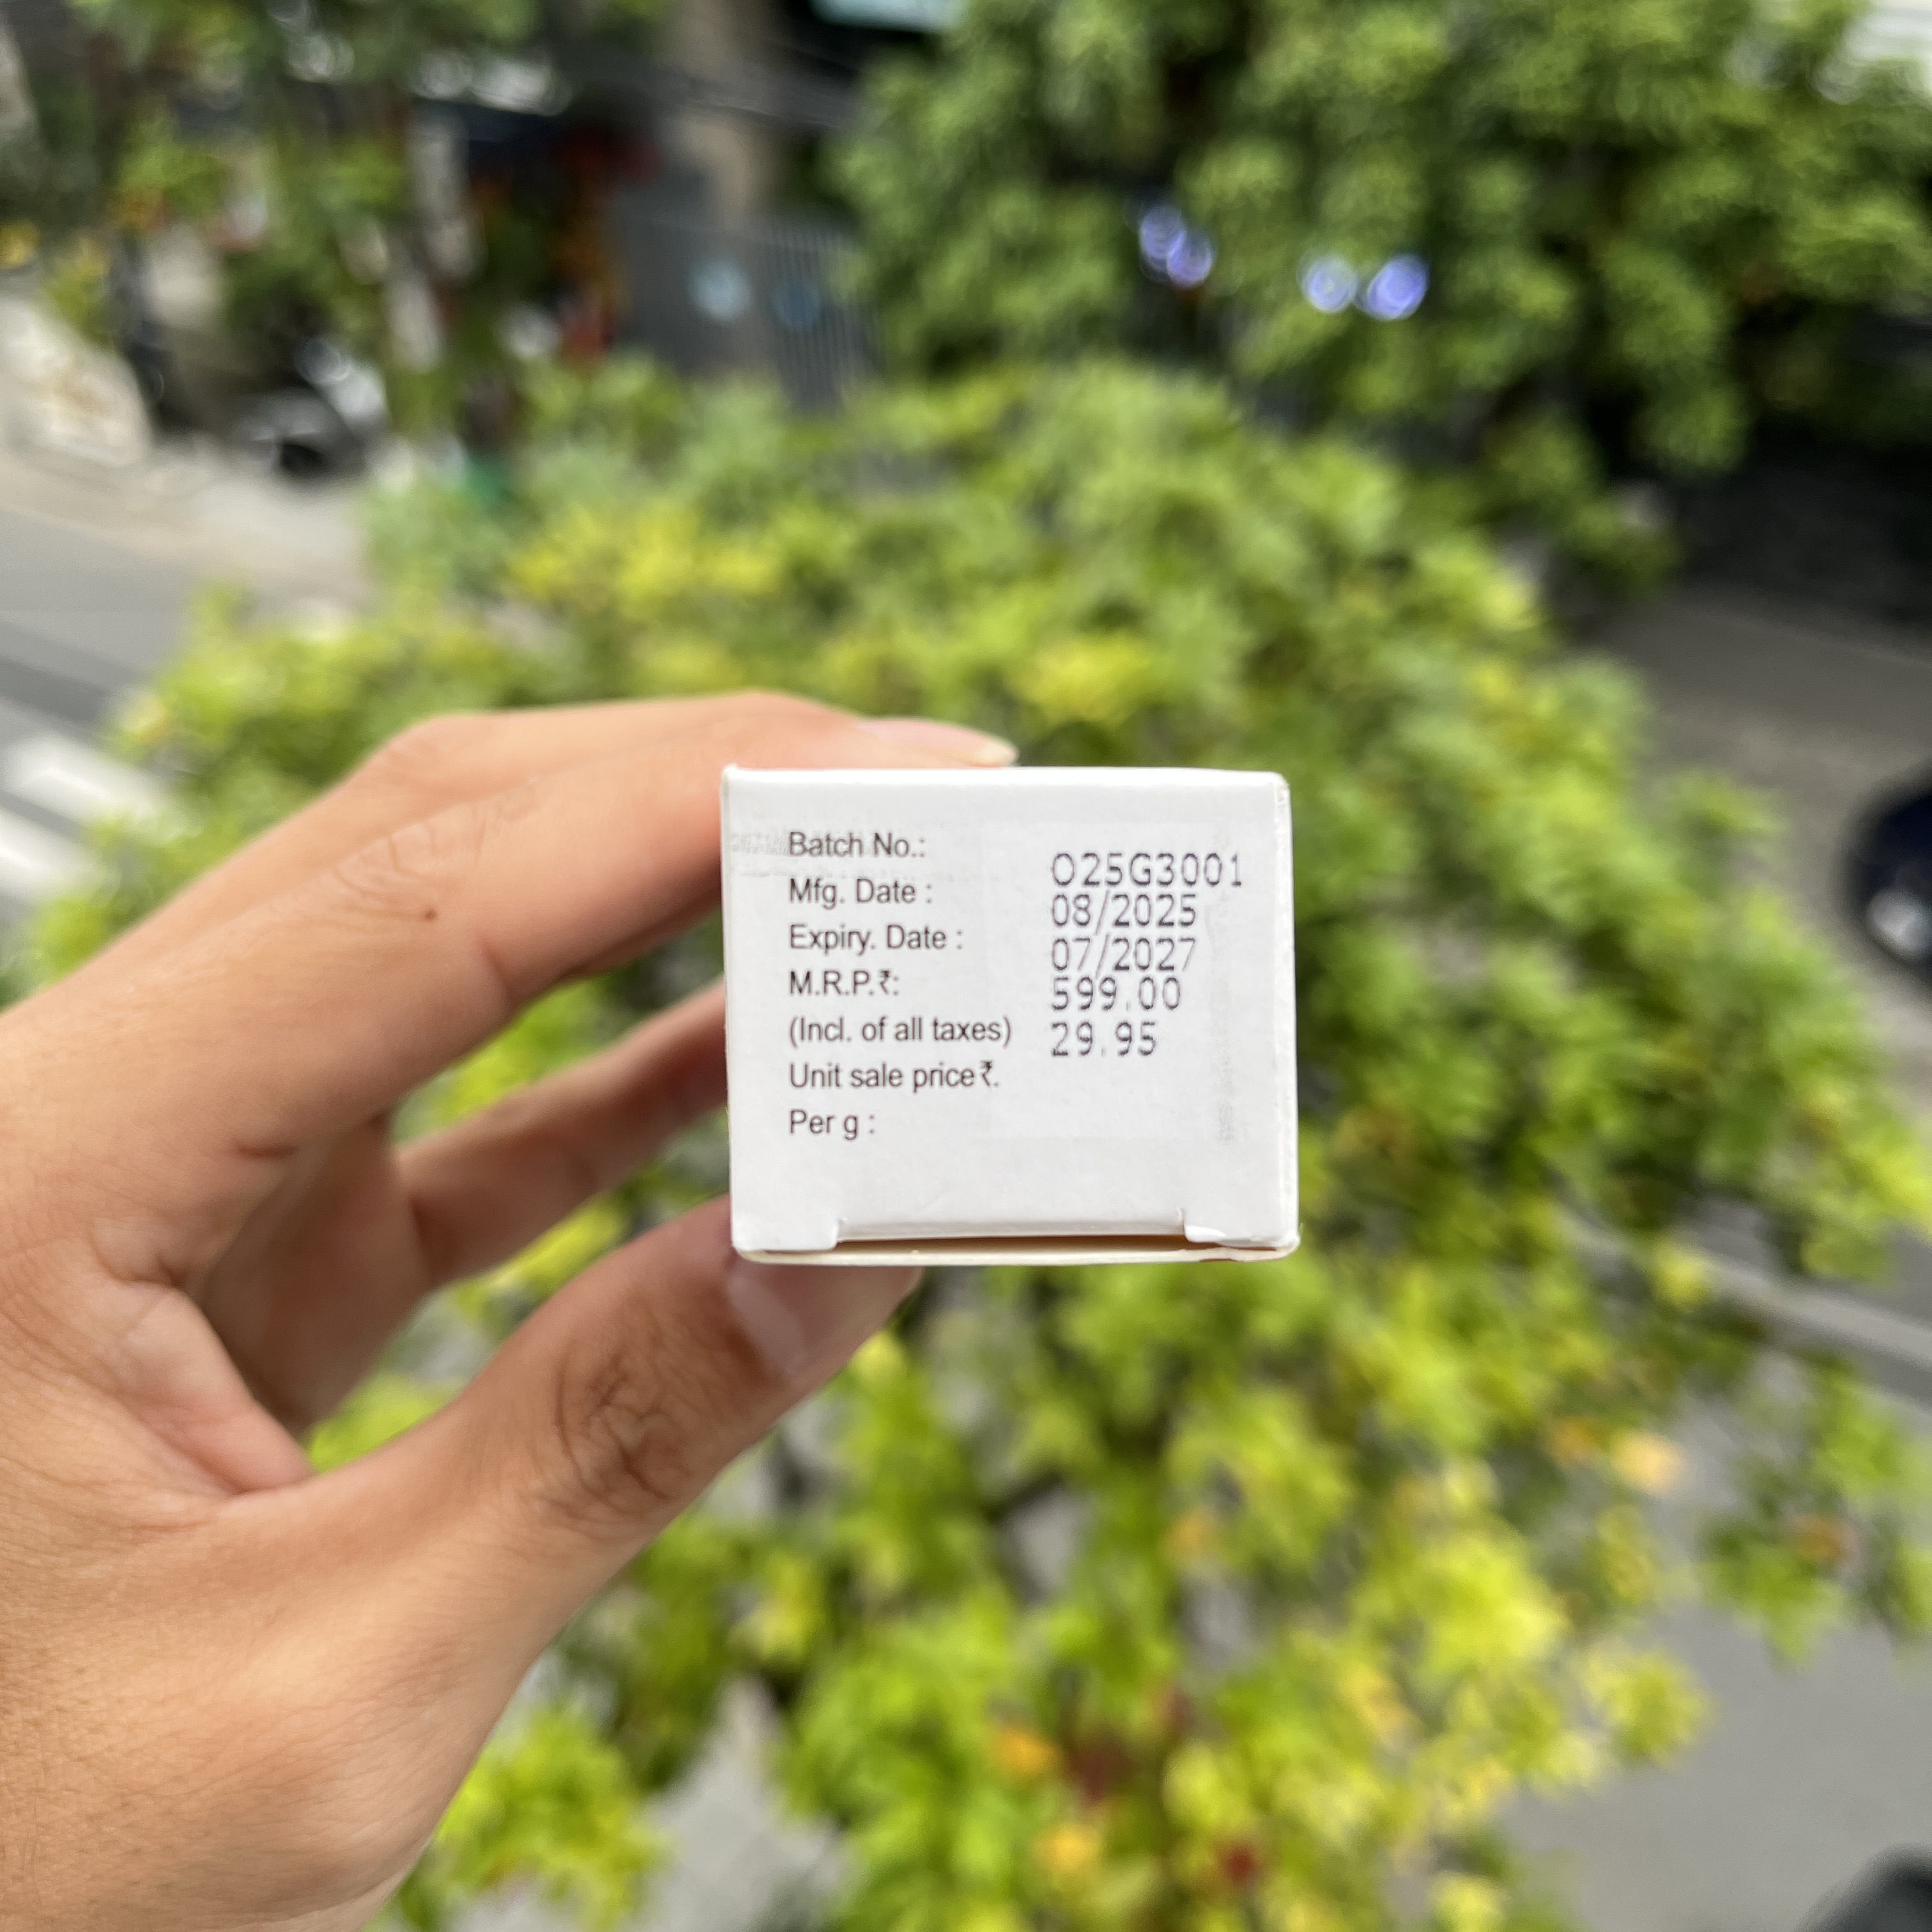 Batch No.:
Mfg. Date :
Expiry. Date :
M.R.P.₹:
(Incl. of all taxes)
Unit sale price₹.
Per g :
O25G3001
08/2025
07/2027
599.00
29.95